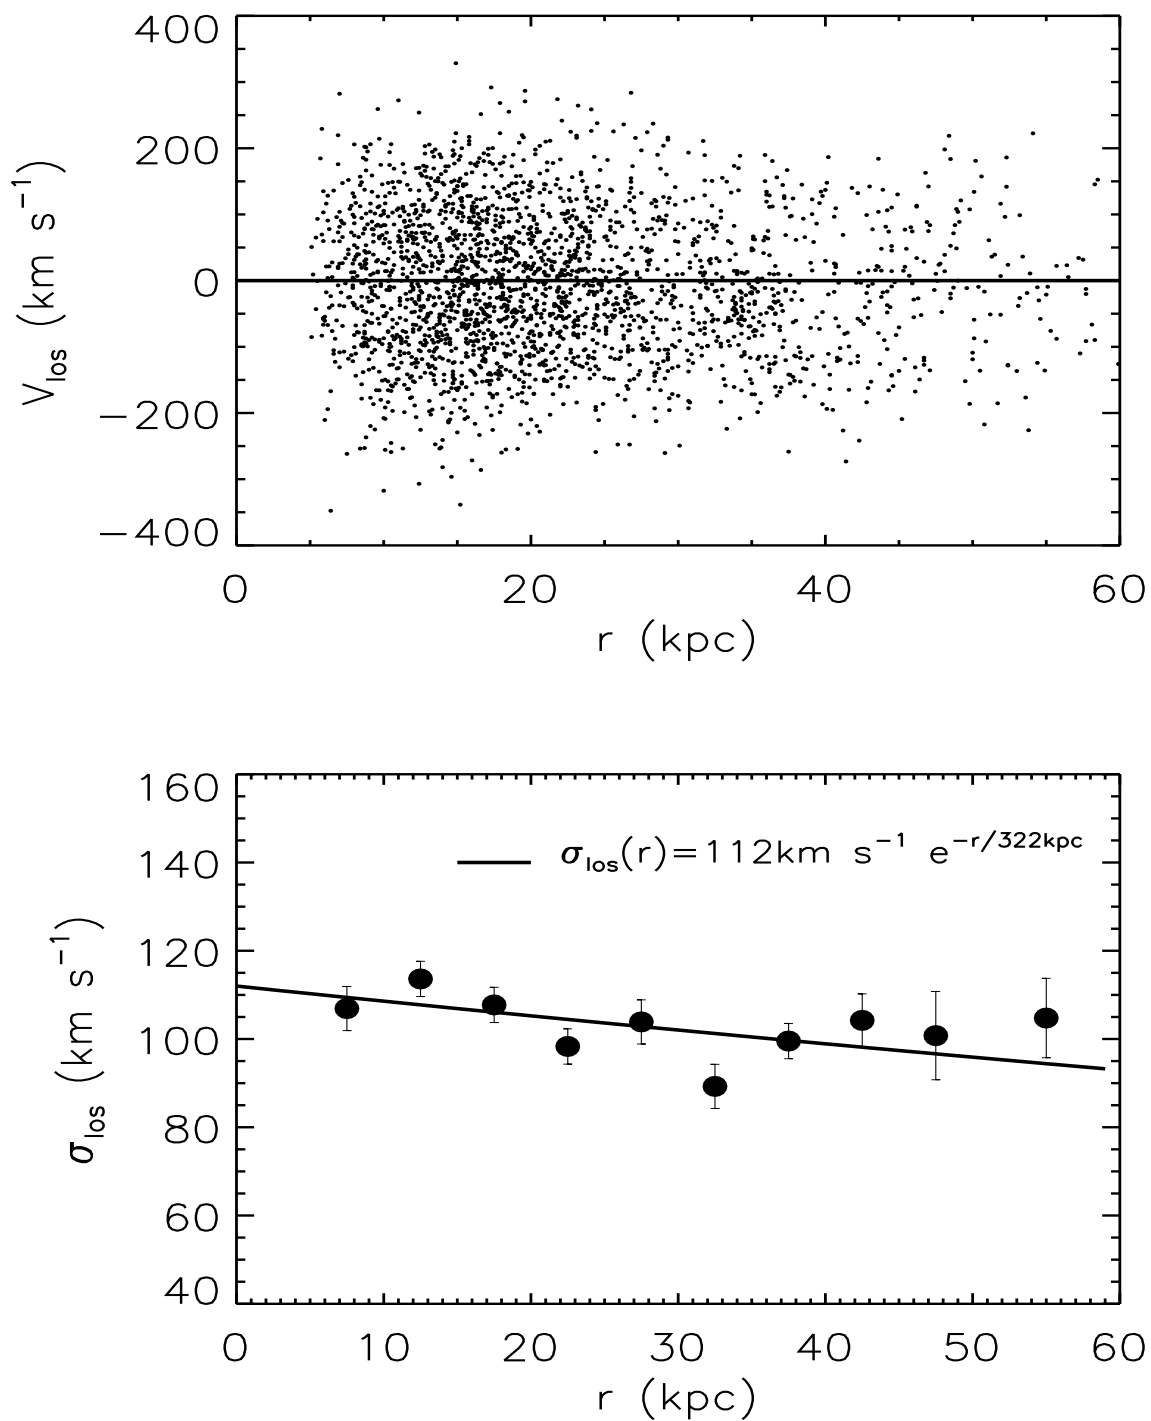 400
200
0
−200
−400
V_los (km s⁻¹)
0 20 40 60
r (kpc)
160
140
120
100
80
60
40
σ_los (km s⁻¹)
σ_los(r)=112km s⁻¹ e^−r/322kpc
0 10 20 30 40 50 60
r (kpc)